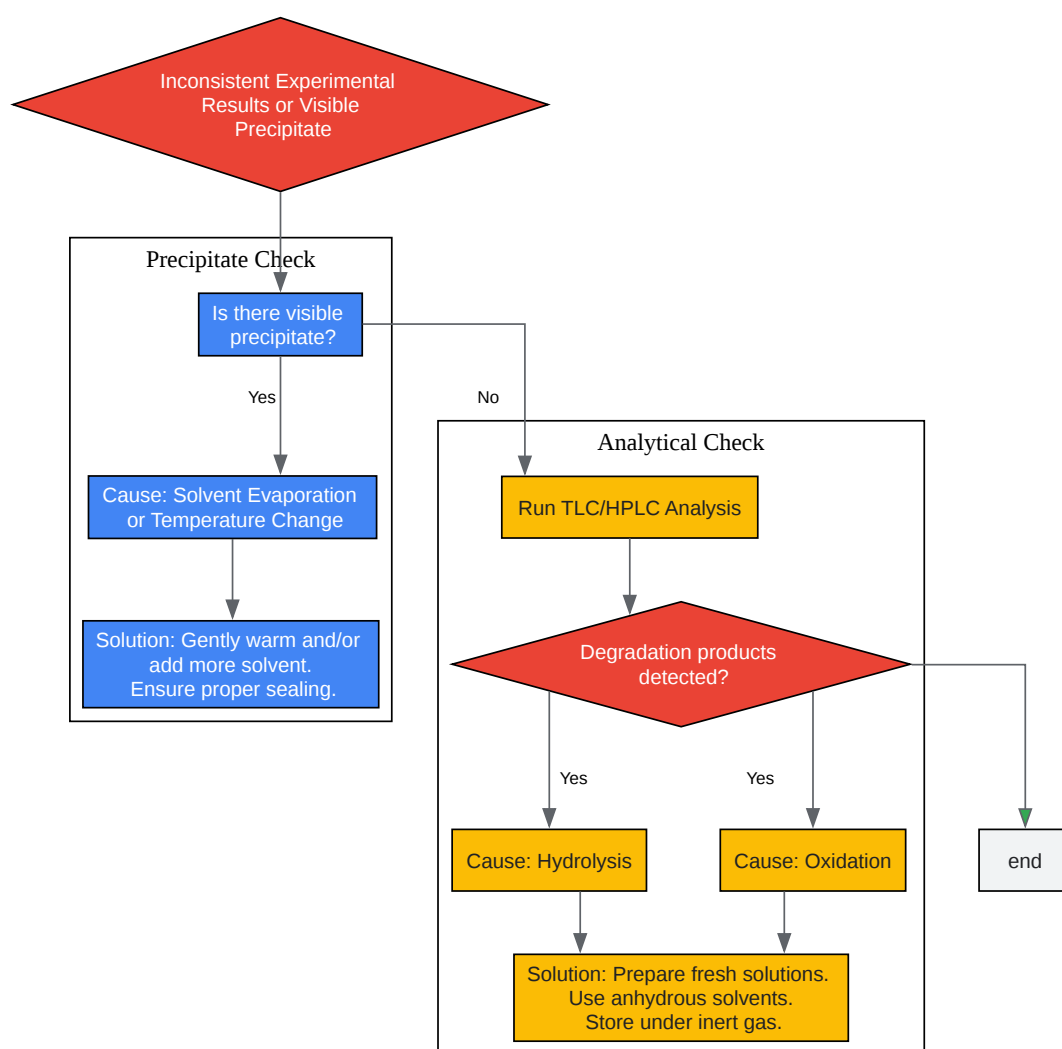 Inconsistent Experimental
Results or Visible
Precipitate
Precipitate Check
Is there visible
precipitate?
Yes
No
Cause: Solvent Evaporation
or Temperature Change
Solution: Gently warm and/or
add more solvent.
Ensure proper sealing.
Analytical Check
Run TLC/HPLC Analysis
Degradation products
detected?
Yes
Yes
Cause: Hydrolysis
Cause: Oxidation
end
Solution: Prepare fresh solutions.
Use anhydrous solvents.
Store under inert gas.